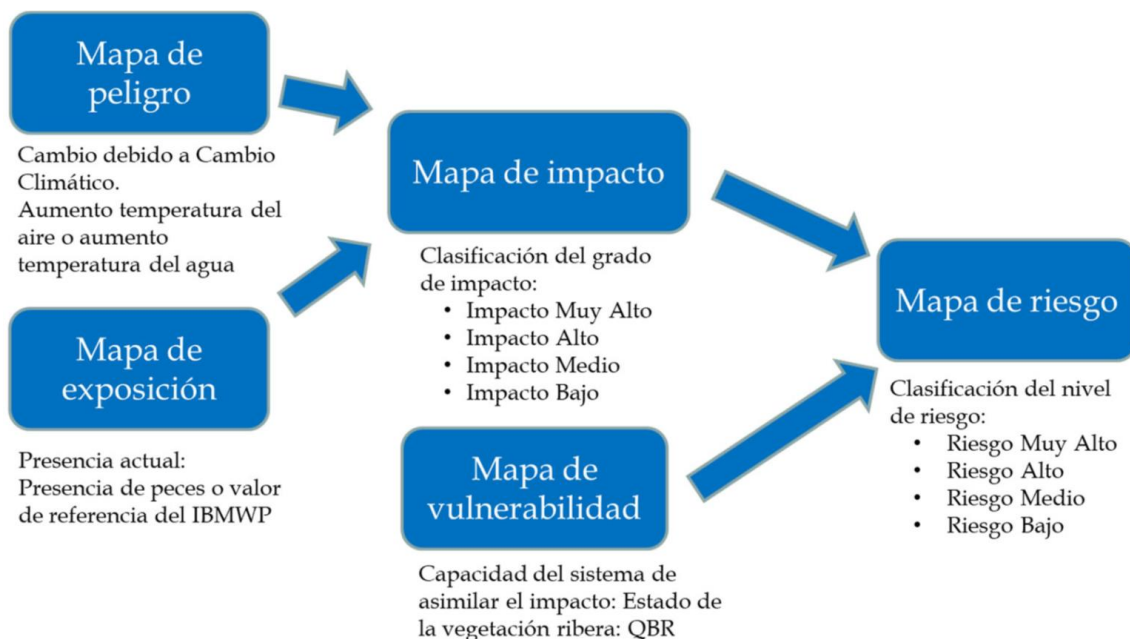 Mapa de
peligro
Cambio debido a Cambio
Climático.
Aumento temperatura del
aire o aumento
temperatura del agua
Mapa de
exposición
Presencia actual:
Presencia de peces o valor
de referencia del IBMWP
Mapa de impacto
Clasificación del grado
de impacto:
• Impacto Muy Alto
• Impacto Alto
• Impacto Medio
• Impacto Bajo
Mapa de
vulnerabilidad
Capacidad del sistema de
asimilar el impacto: Estado de
la vegetación ribera: QBR
Mapa de riesgo
Clasificación del nivel
de riesgo:
• Riesgo Muy Alto
• Riesgo Alto
• Riesgo Medio
• Riesgo Bajo